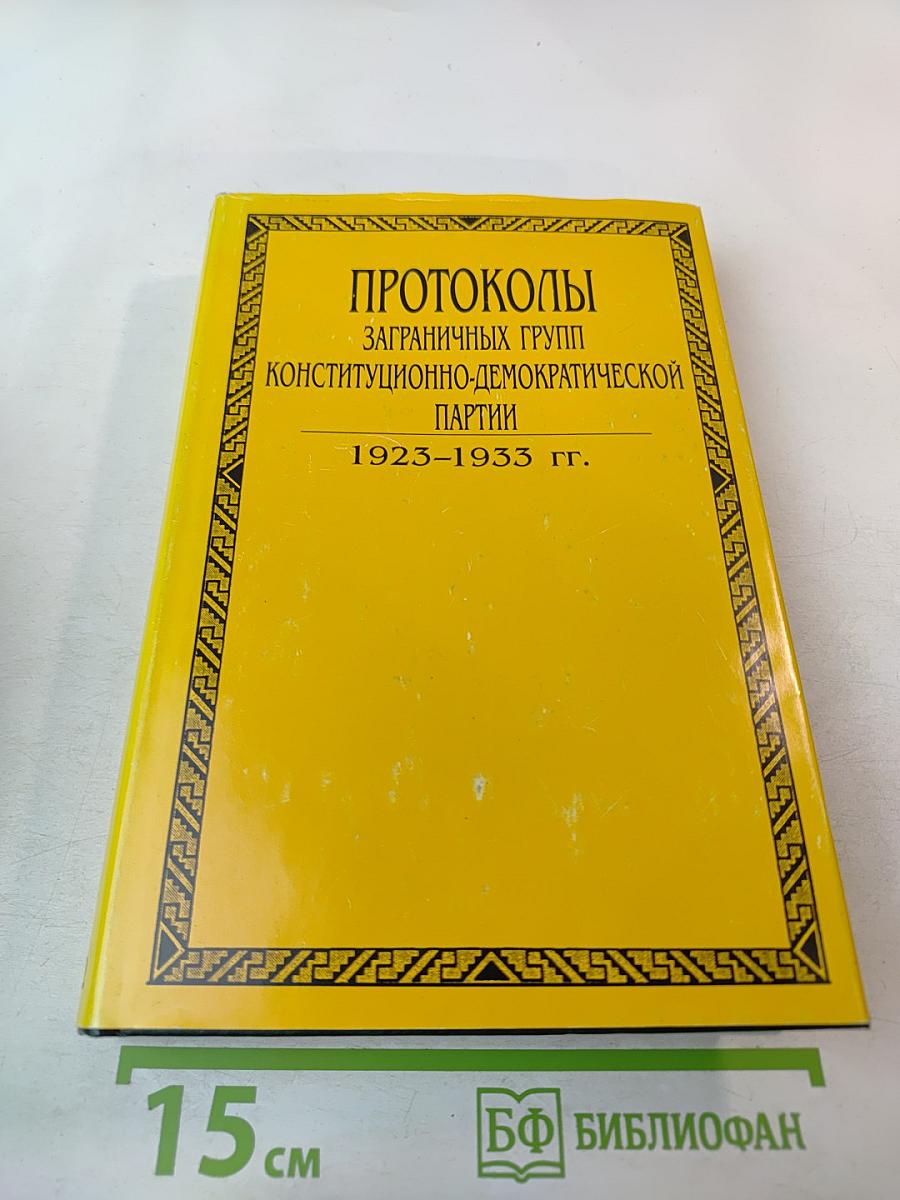 ПРОТОКОЛЫ
ЗАГРАНИЧНЫХ ГРУПП
КОНСТИТУЦИОННО-ДЕМОКРАТИЧЕСКОЙ
ПАРТИИ
1923–1933 гг.
15 см
БФ БИБЛИОФАН